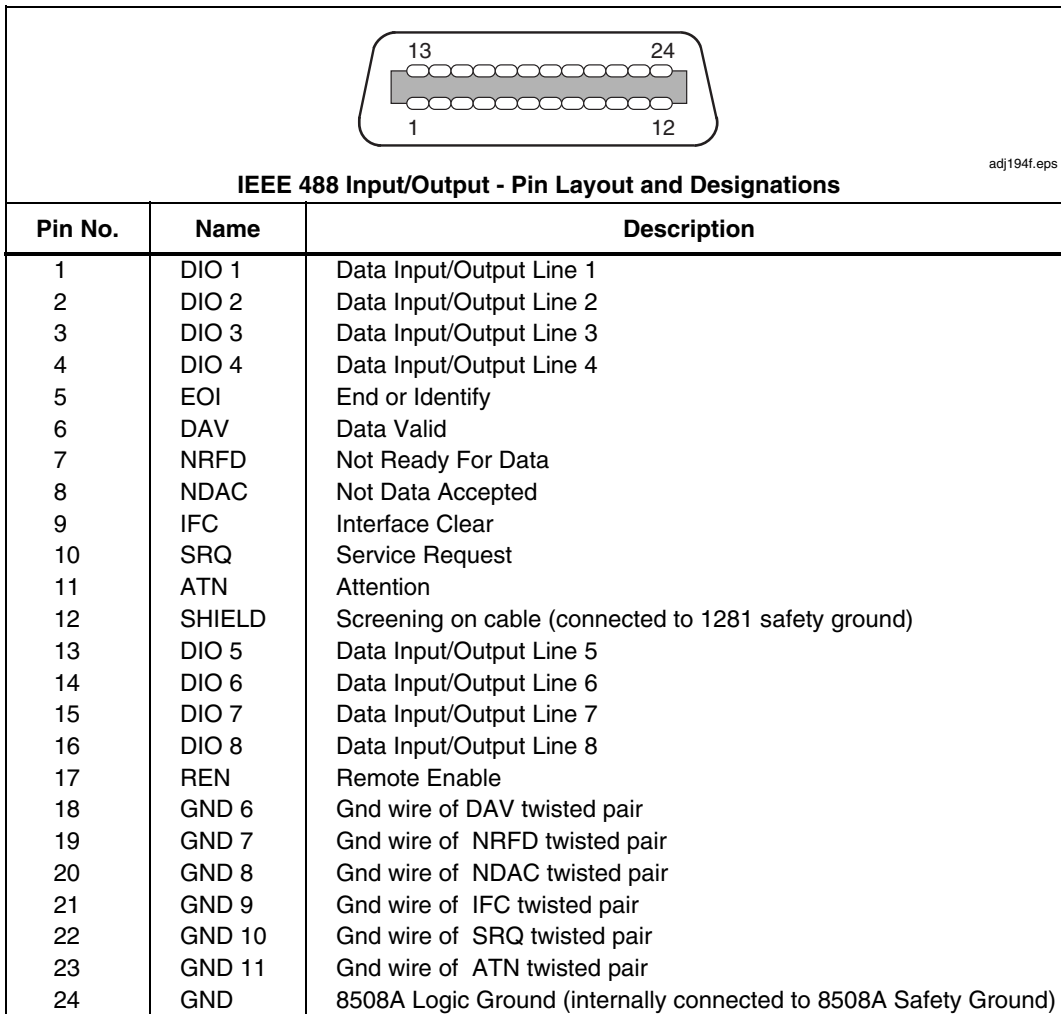 13 24
1 12
adj194f.eps
IEEE 488 Input/Output - Pin Layout and Designations
Pin No. Name Description
1 DIO 1 Data Input/Output Line 1
2 DIO 2 Data Input/Output Line 2
3 DIO 3 Data Input/Output Line 3
4 DIO 4 Data Input/Output Line 4
5 EOI End or Identify
6 DAV Data Valid
7 NRFD Not Ready For Data
8 NDAC Not Data Accepted
9 IFC Interface Clear
10 SRQ Service Request
11 ATN Attention
12 SHIELD Screening on cable (connected to 1281 safety ground)
13 DIO 5 Data Input/Output Line 5
14 DIO 6 Data Input/Output Line 6
15 DIO 7 Data Input/Output Line 7
16 DIO 8 Data Input/Output Line 8
17 REN Remote Enable
18 GND 6 Gnd wire of DAV twisted pair
19 GND 7 Gnd wire of NRFD twisted pair
20 GND 8 Gnd wire of NDAC twisted pair
21 GND 9 Gnd wire of IFC twisted pair
22 GND 10 Gnd wire of SRQ twisted pair
23 GND 11 Gnd wire of ATN twisted pair
24 GND 8508A Logic Ground (internally connected to 8508A Safety Ground)